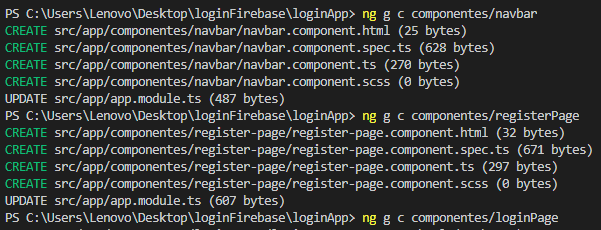 PS C:\Users\Lenovo\Desktop\loginFirebase\loginApp> ng g c componentes/navbar
CREATE src/app/componentes/navbar/navbar.component.html (25 bytes)
CREATE src/app/componentes/navbar/navbar.component.spec.ts (628 bytes)
CREATE src/app/componentes/navbar/navbar.component.ts (270 bytes)
CREATE src/app/componentes/navbar/navbar.component.scss (0 bytes)
UPDATE src/app/app.module.ts (487 bytes)
PS C:\Users\Lenovo\Desktop\loginFirebase\loginApp> ng g c componentes/registerPage
CREATE src/app/componentes/register-page/register-page.component.html (32 bytes)
CREATE src/app/componentes/register-page/register-page.component.spec.ts (671 bytes)
CREATE src/app/componentes/register-page/register-page.component.ts (297 bytes)
CREATE src/app/componentes/register-page/register-page.component.scss (0 bytes)
UPDATE src/app/app.module.ts (607 bytes)
PS C:\Users\Lenovo\Desktop\loginFirebase\loginApp> ng g c componentes/loginPage